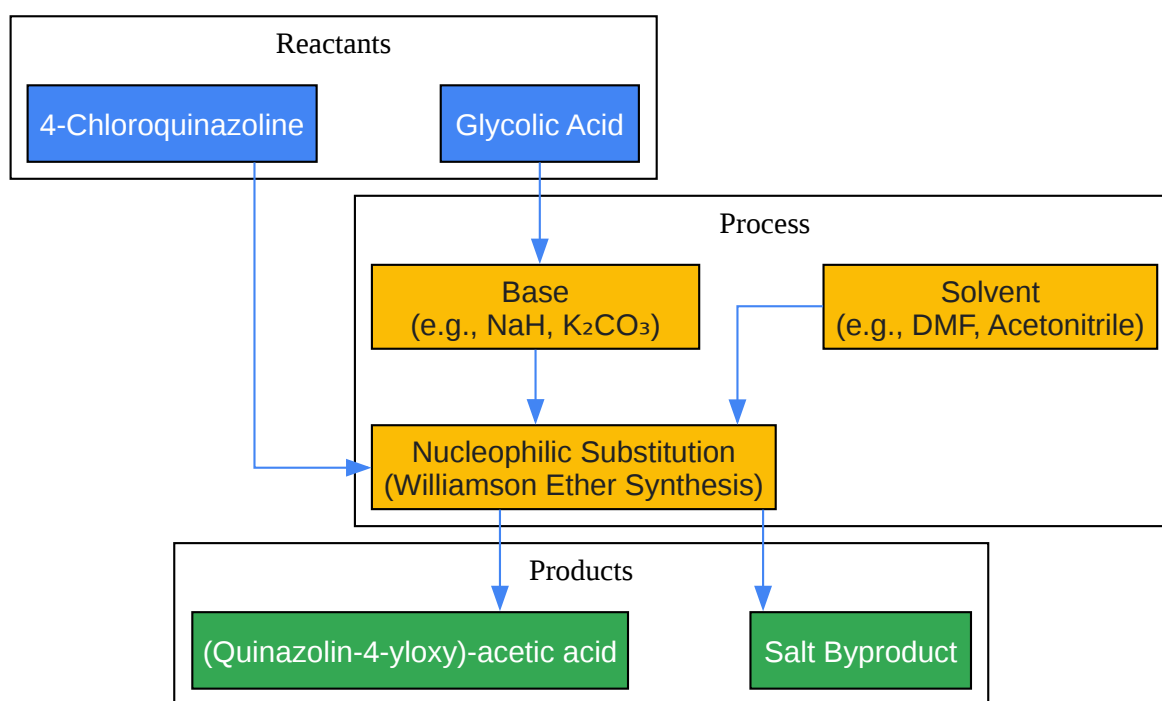 Reactants
4-Chloroquinazoline
Glycolic Acid
Process
Base
(e.g., NaH, K₂CO₃)
Solvent
(e.g., DMF, Acetonitrile)
Nucleophilic Substitution
(Williamson Ether Synthesis)
Products
(Quinazolin-4-yloxy)-acetic acid
Salt Byproduct